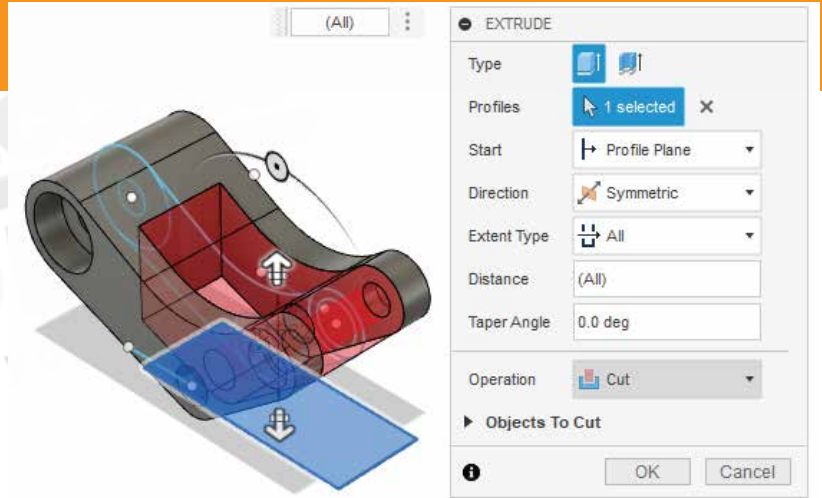 (All)
EXTRUDE
Type
Profiles 1 selected
Start Profile Plane
Direction Symmetric
Extent Type All
Distance (All)
Taper Angle 0.0 deg
Operation Cut
Objects To Cut
OK Cancel